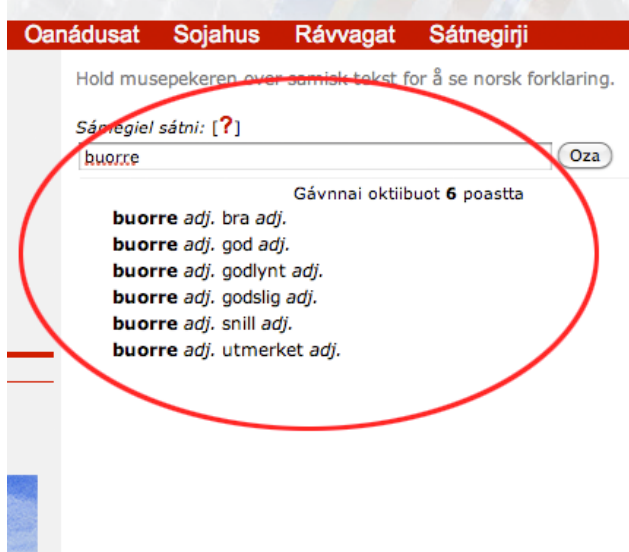 Oanádusat Sojahus Rávvagat Sátnegirji
Hold musepekeren over samisk tekst for å se norsk forklaring.
Sámegiel sátni: [?]
buorre Oza
Gávnnai oktiibuot 6 poastta
buorre adj. bra adj.
buorre adj. god adj.
buorre adj. godlynt adj.
buorre adj. godslig adj.
buorre adj. snill adj.
buorre adj. utmerket adj.